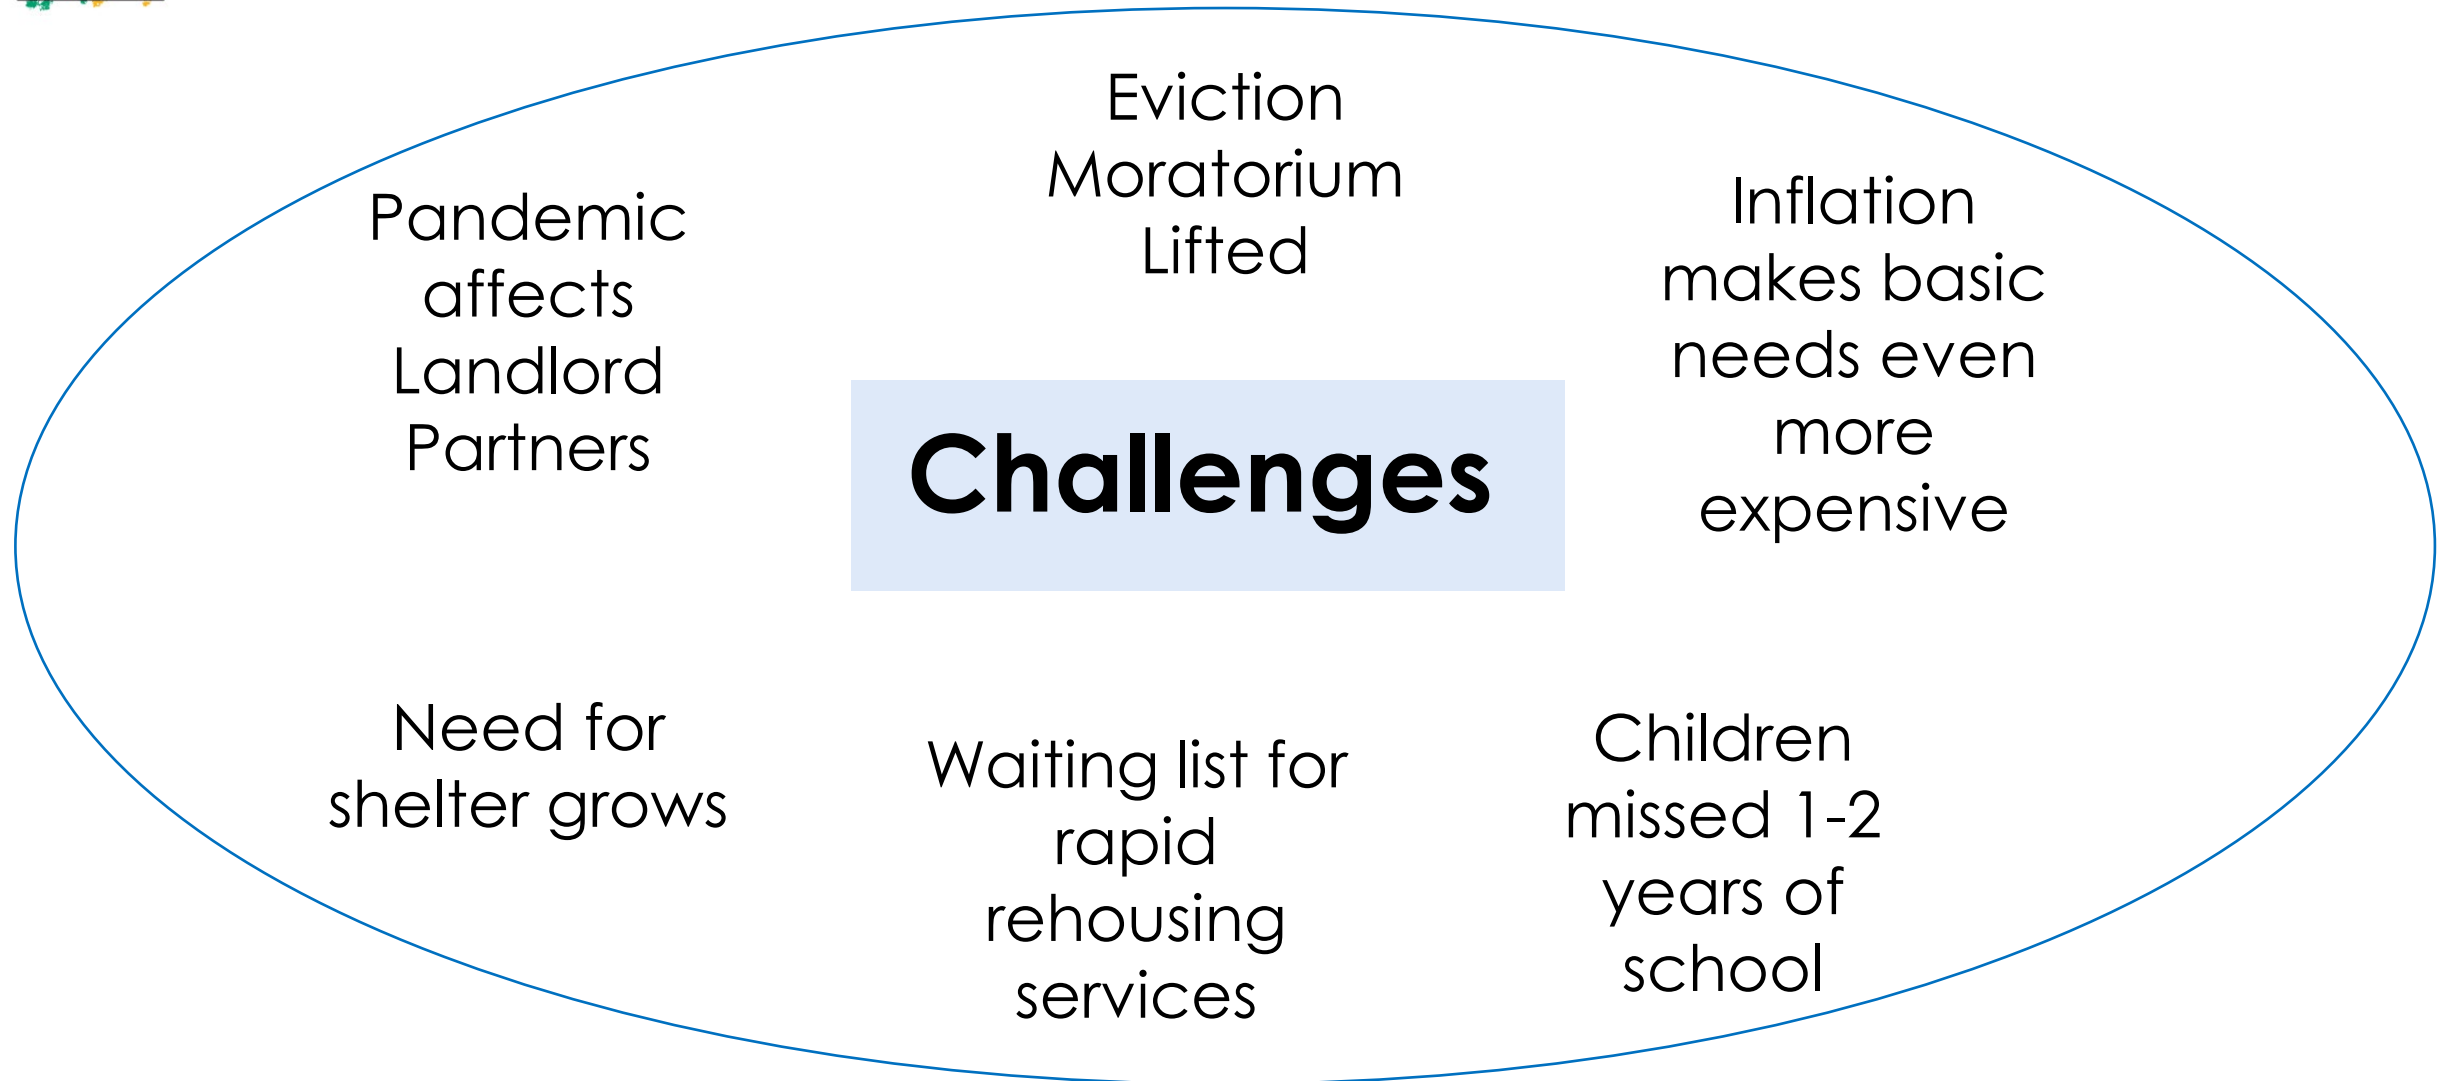 Eviction
Moratorium
Lifted
Pandemic
affects
Landlord
Partners
Inflation
makes basic
needs even
more
expensive
Challenges
Need for
shelter grows
Waiting list for
rapid
rehousing
services
Children
missed 1-2
years of
school